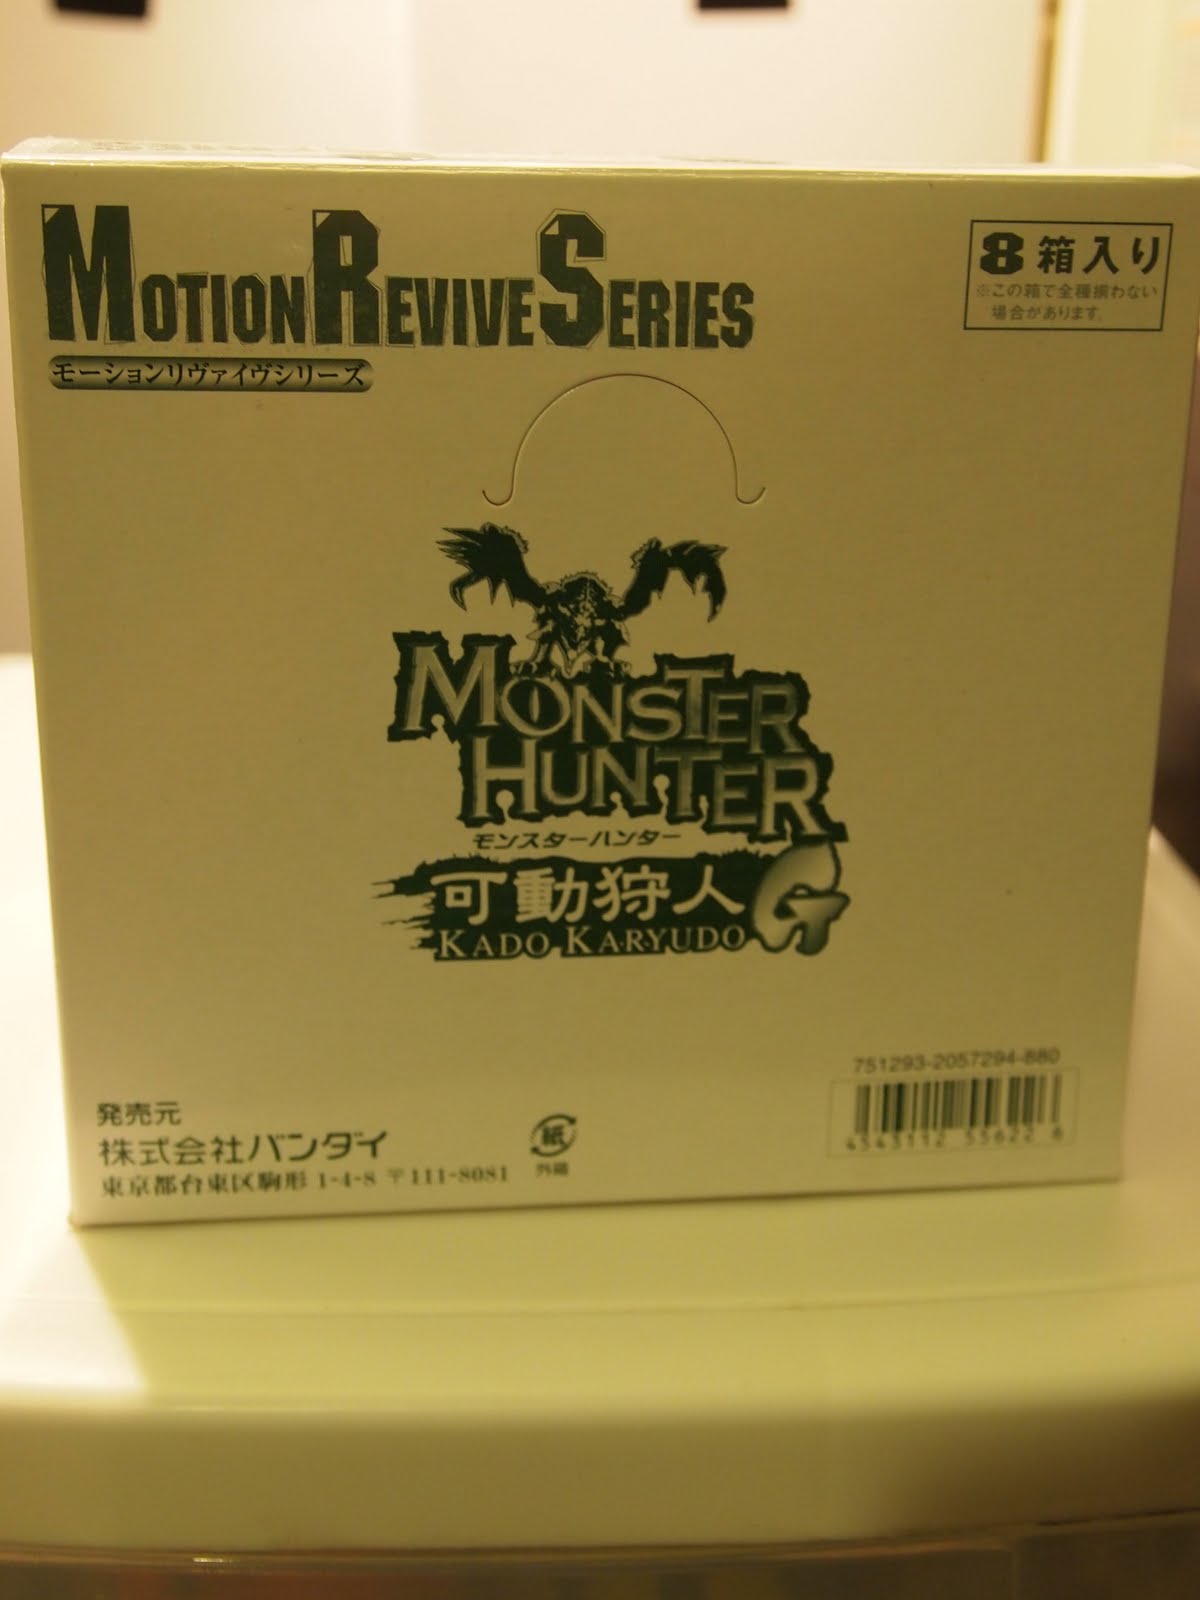 MOTION REVIVE SERIES
モーションリヴァイヴシリーズ
8箱入り
※この箱で全種揃わない
場合があります。
MONSTER
HUNTER
モンスターハンター
可動狩人 G
KADO KARYUDO
751293-2057294-880
4543112 55622 6
発売元
株式会社バンダイ
東京都台東区駒形 1-4-8 〒111-8081
紙
外箱